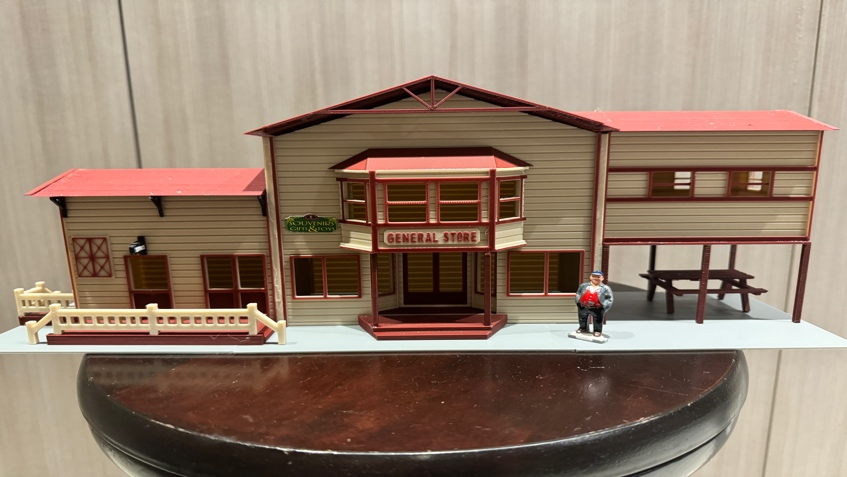 SOUVENIRS
GIFTS & TOYS
GENERAL STORE